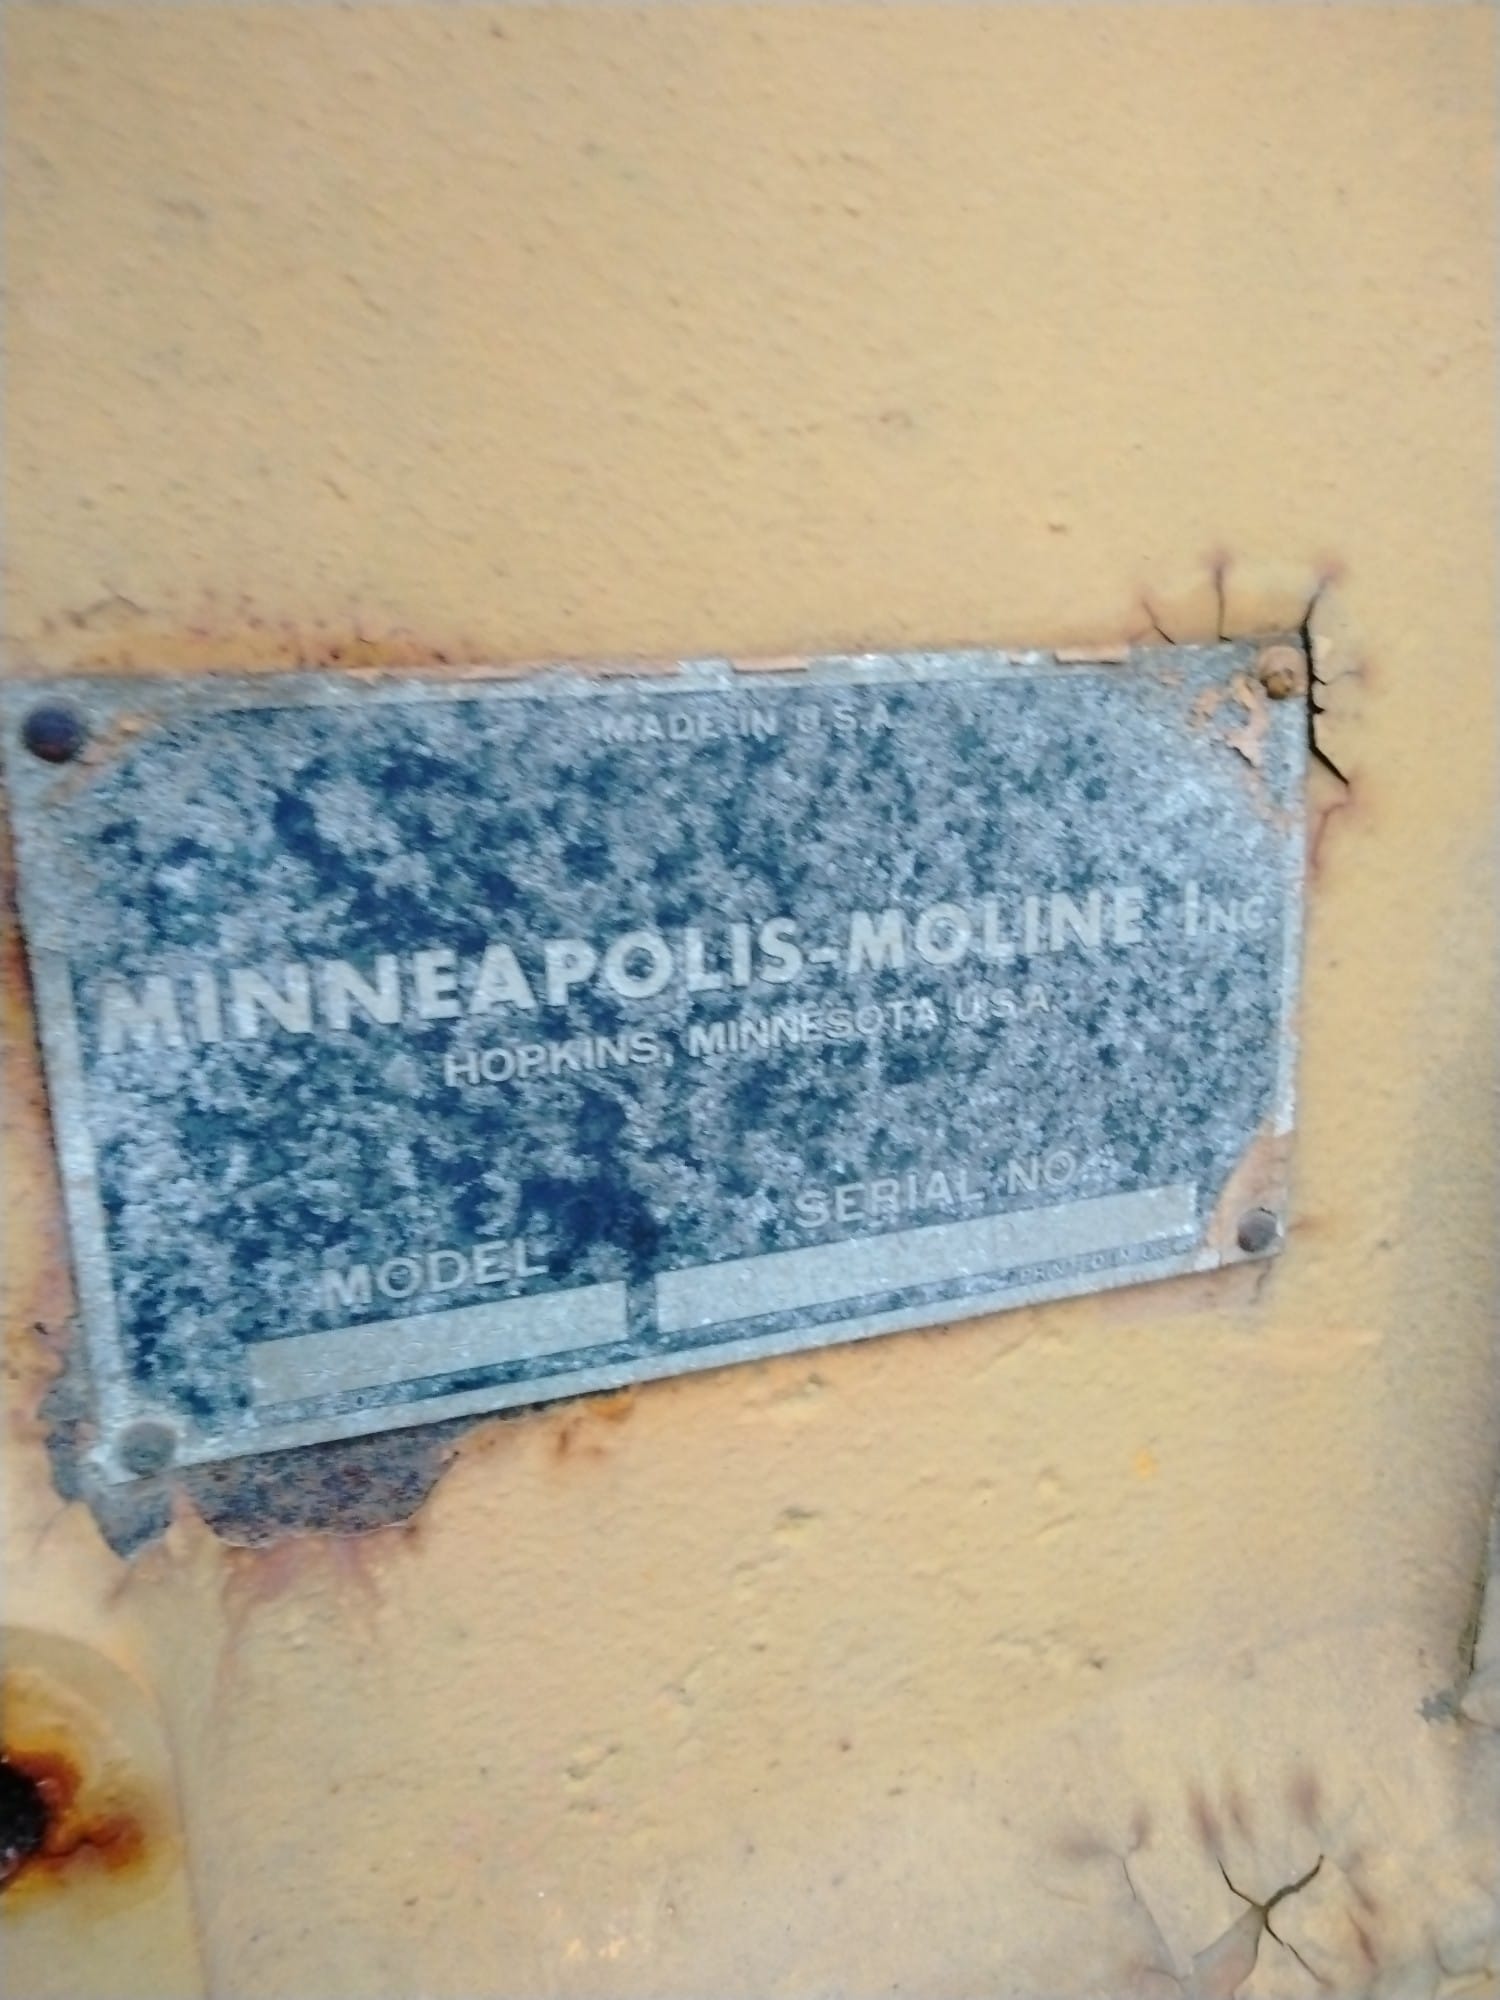 MADE IN U.S.A.
MINNEAPOLIS-MOLINE INC
HOPKINS, MINNESOTA U.S.A.
MODEL
SERIAL NO.